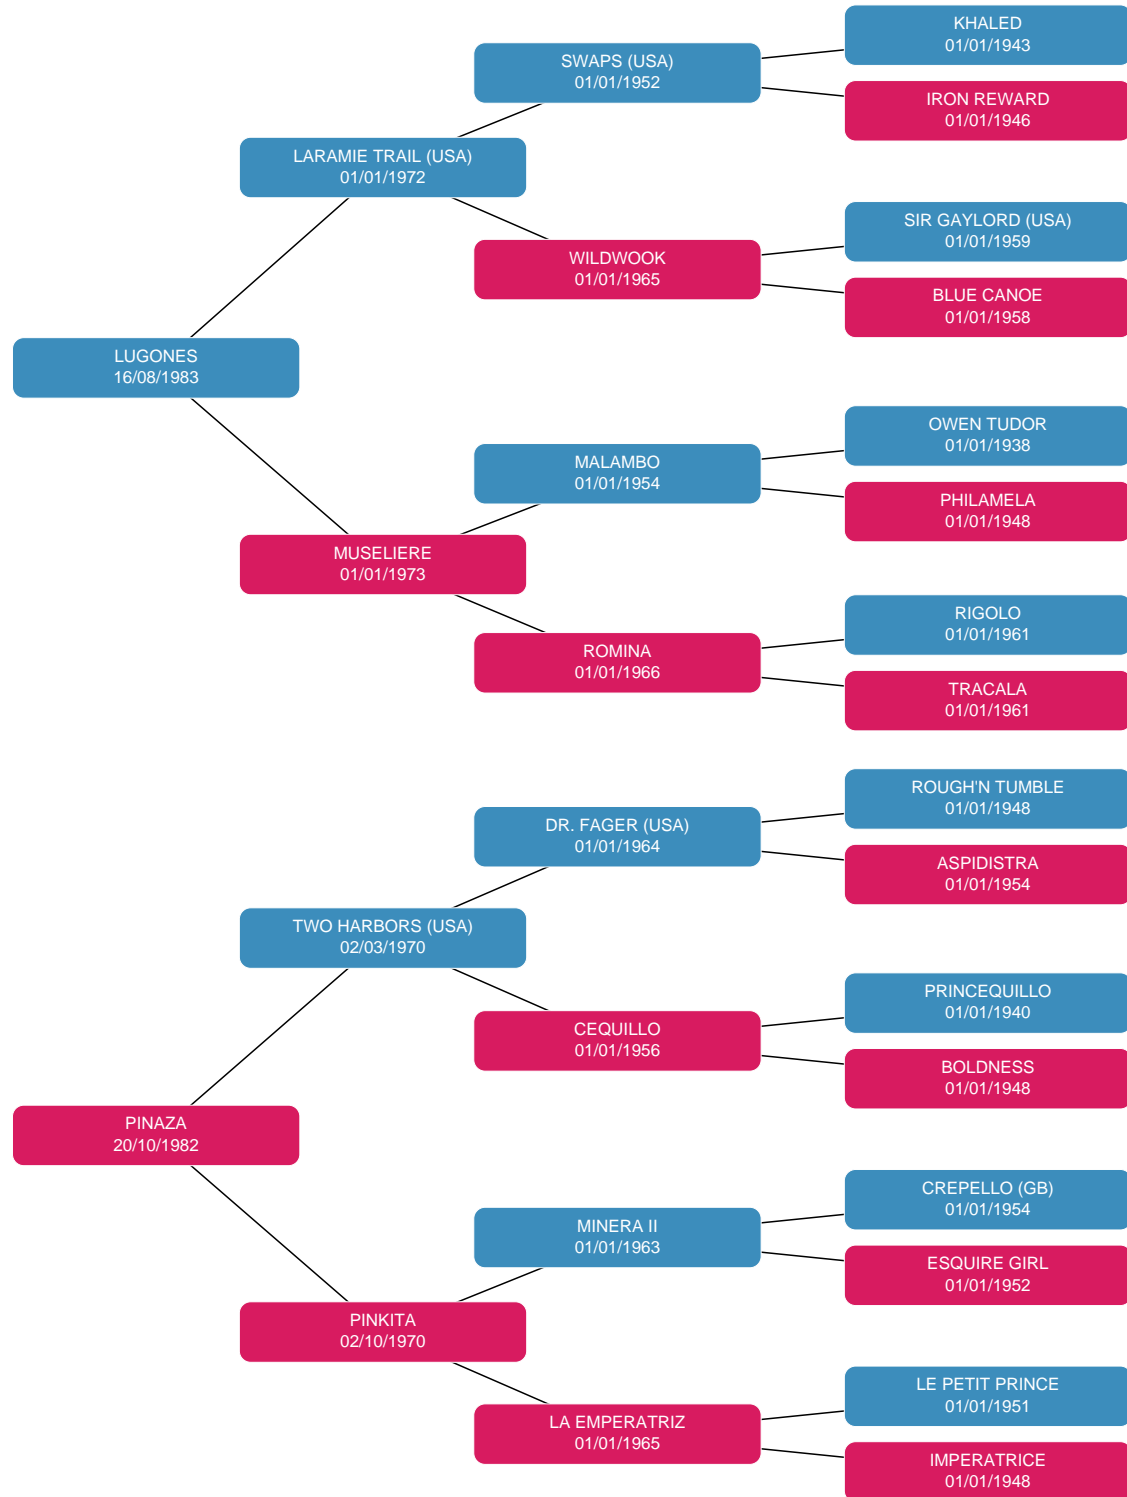 KHALED
01/01/1943
SWAPS (USA)
01/01/1952
IRON REWARD
01/01/1946
LARAMIE TRAIL (USA)
01/01/1972
SIR GAYLORD (USA)
01/01/1959
WILDWOOK
01/01/1965
BLUE CANOE
01/01/1958
LUGONES
16/08/1983
OWEN TUDOR
01/01/1938
MALAMBO
01/01/1954
PHILAMELA
01/01/1948
MUSELIERE
01/01/1973
RIGOLO
01/01/1961
ROMINA
01/01/1966
TRACALA
01/01/1961
ROUGH'N TUMBLE
01/01/1948
DR. FAGER (USA)
01/01/1964
ASPIDISTRA
01/01/1954
TWO HARBORS (USA)
02/03/1970
PRINCEQUILLO
01/01/1940
CEQUILLO
01/01/1956
BOLDNESS
01/01/1948
PINAZA
20/10/1982
CREPELLO (GB)
01/01/1954
MINERA II
01/01/1963
ESQUIRE GIRL
01/01/1952
PINKITA
02/10/1970
LE PETIT PRINCE
01/01/1951
LA EMPERATRIZ
01/01/1965
IMPERATRICE
01/01/1948